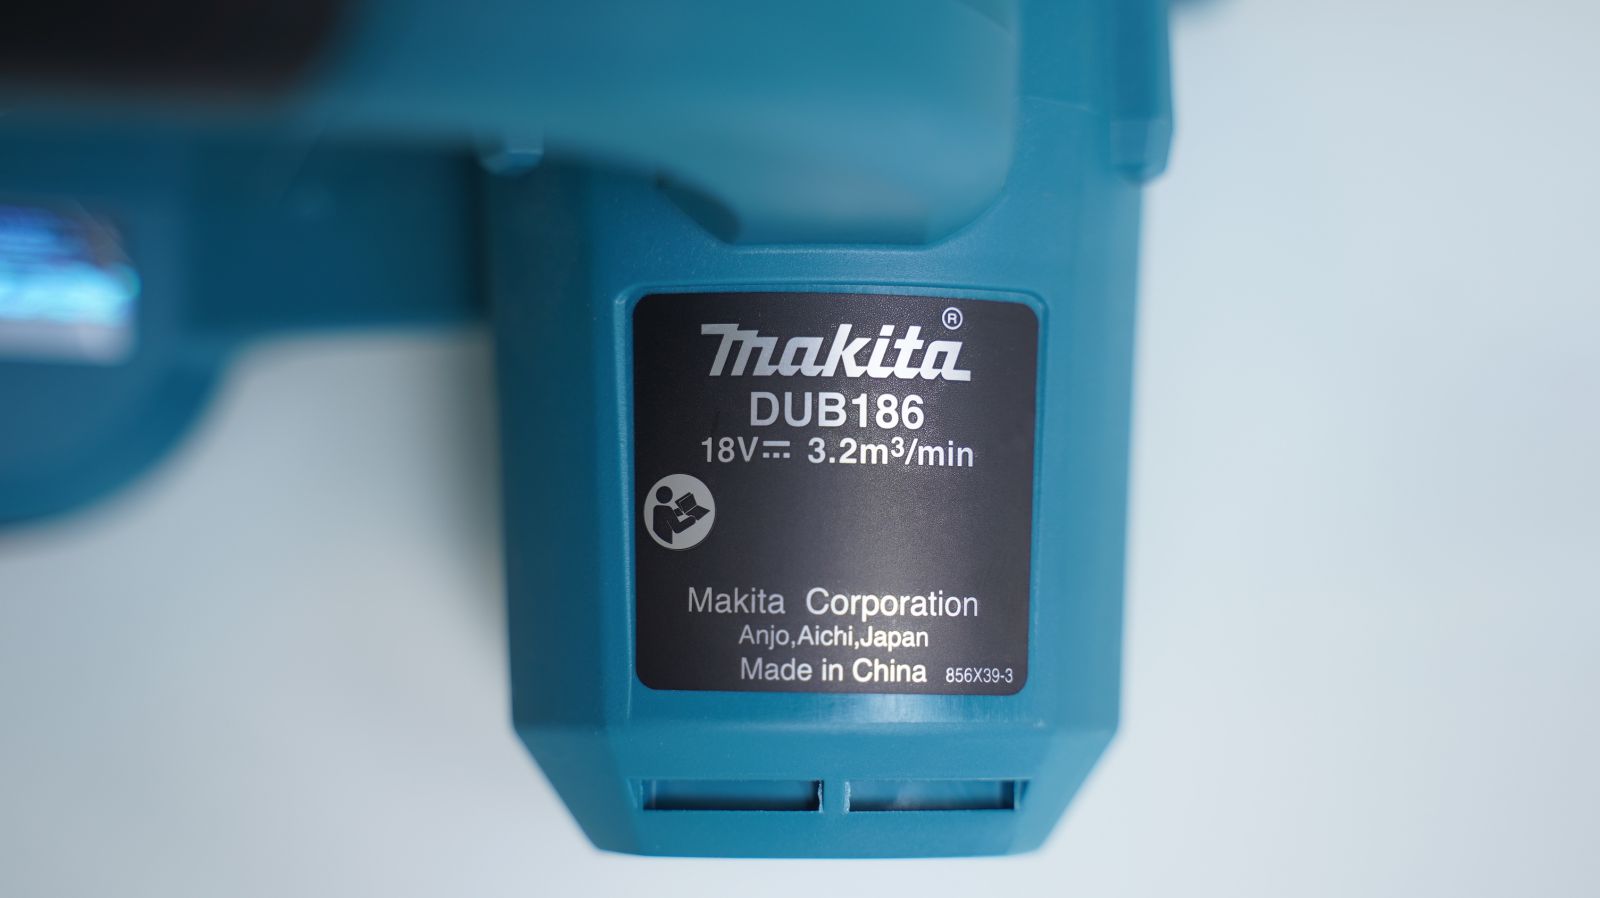 makita®
DUB186
18V⎓ 3.2m³/min
Makita Corporation
Anjo,Aichi,Japan
Made in China 856X39-3